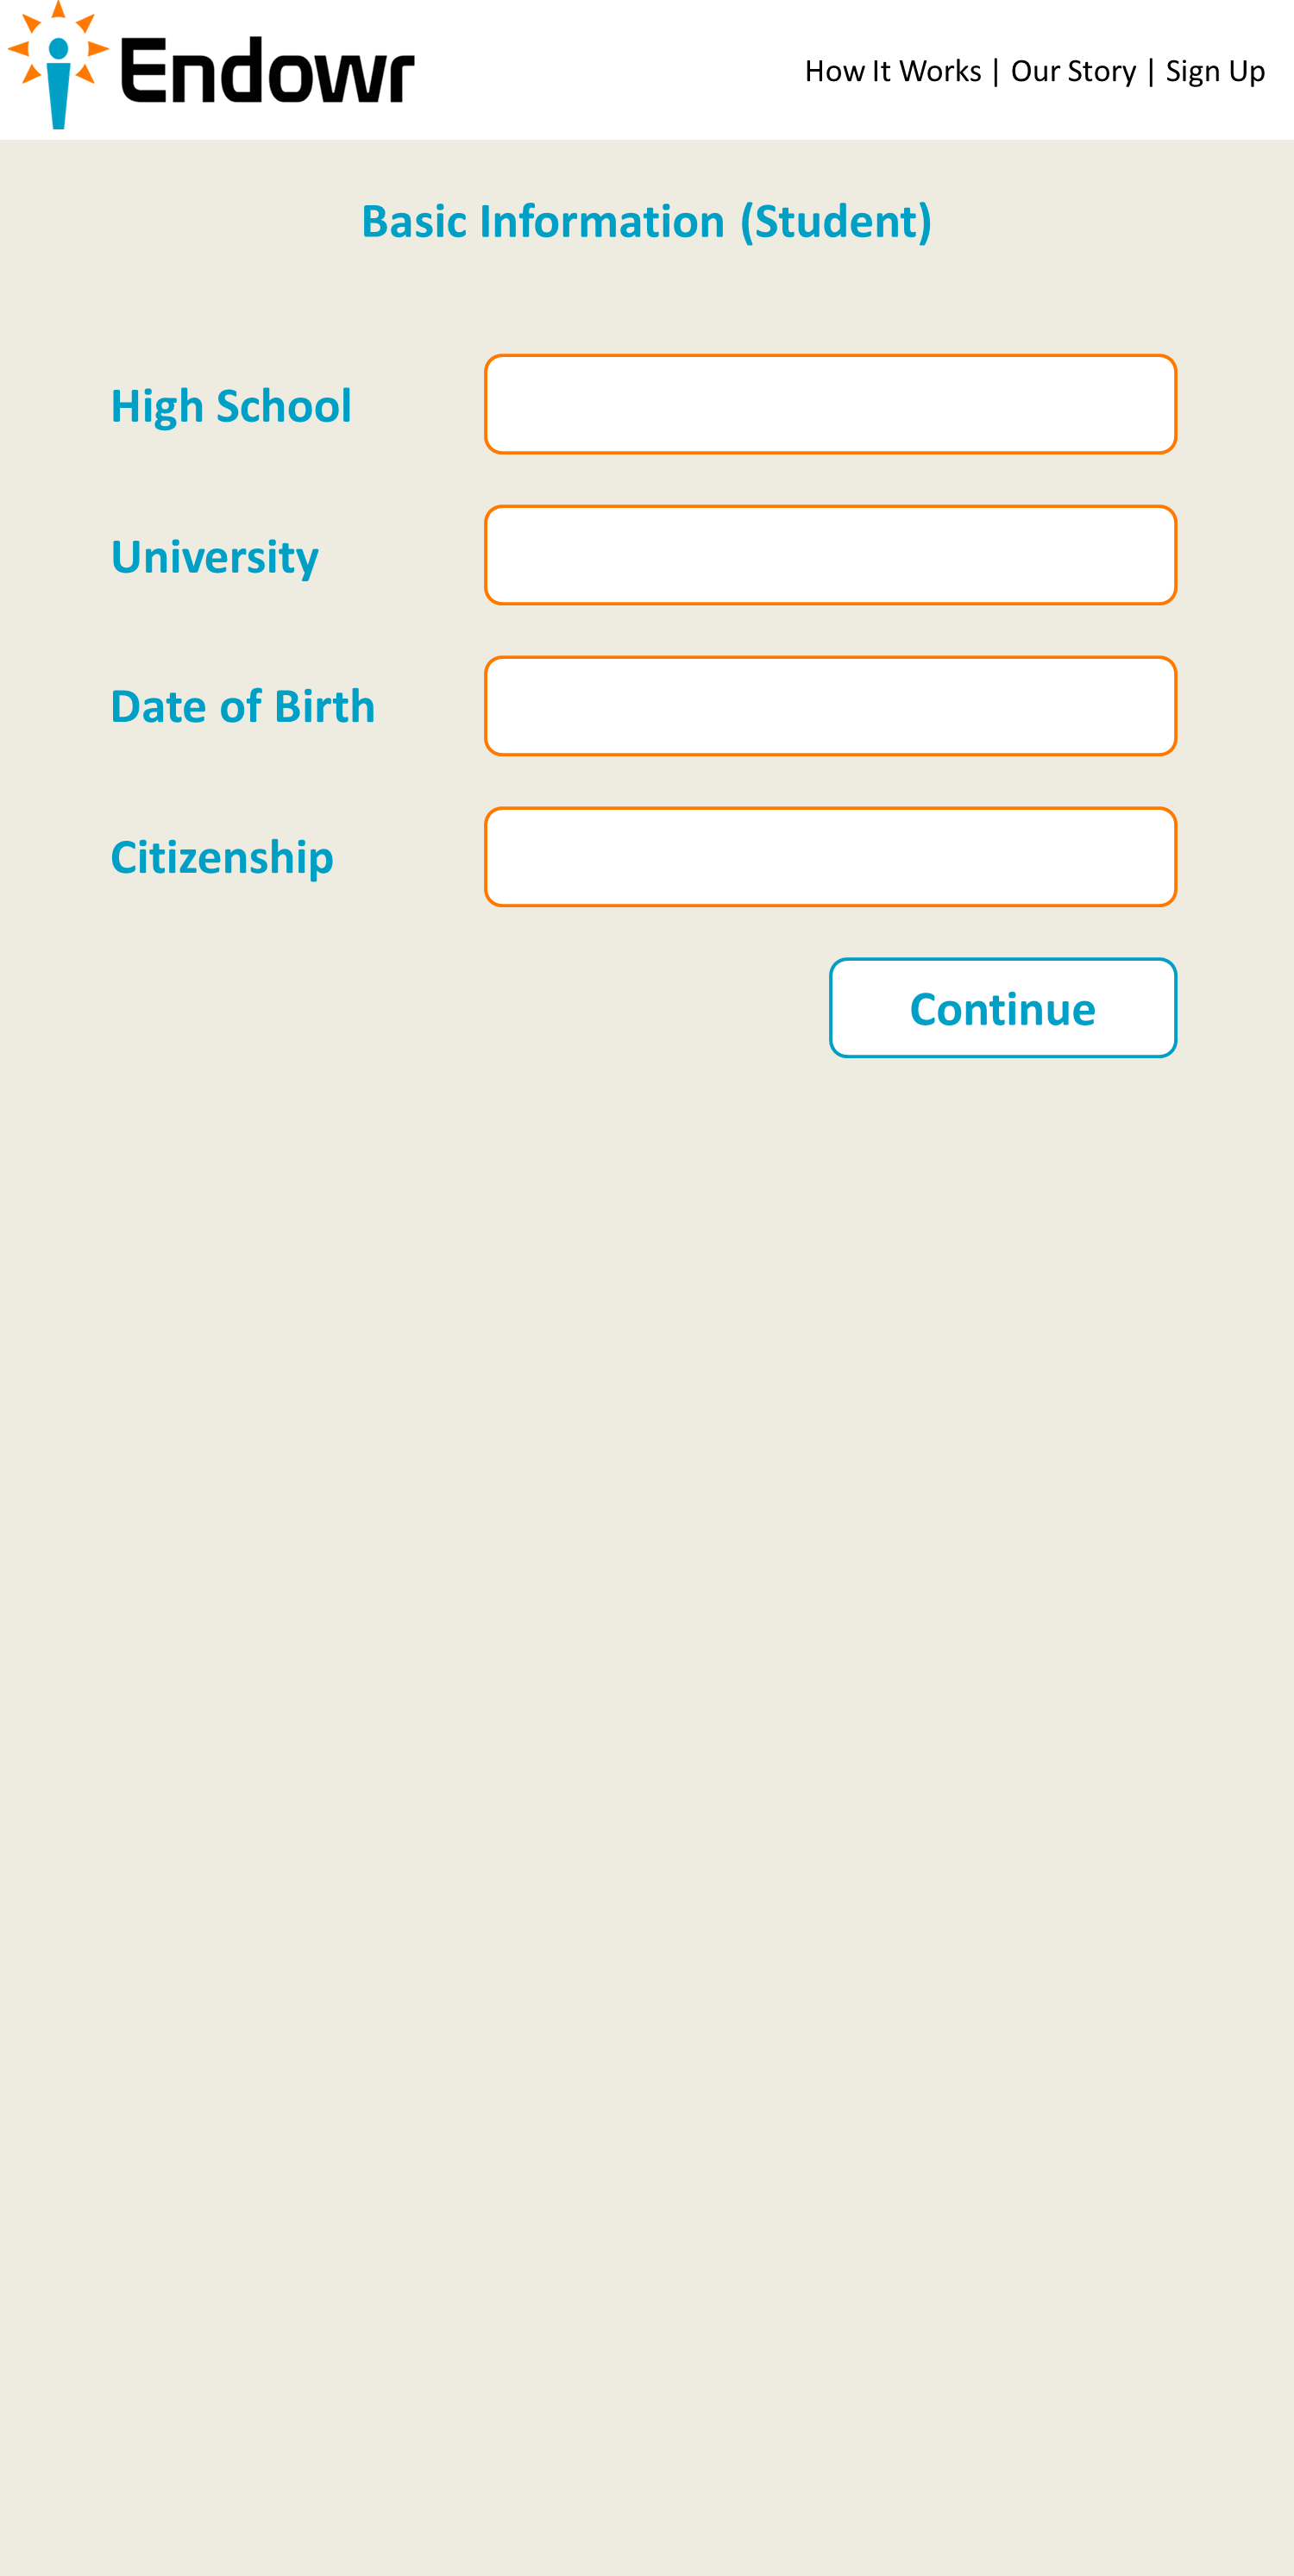 Endowr
How It Works | Our Story | Sign Up
Basic Information (Student)
High School
University
Date of Birth
Citizenship
Continue